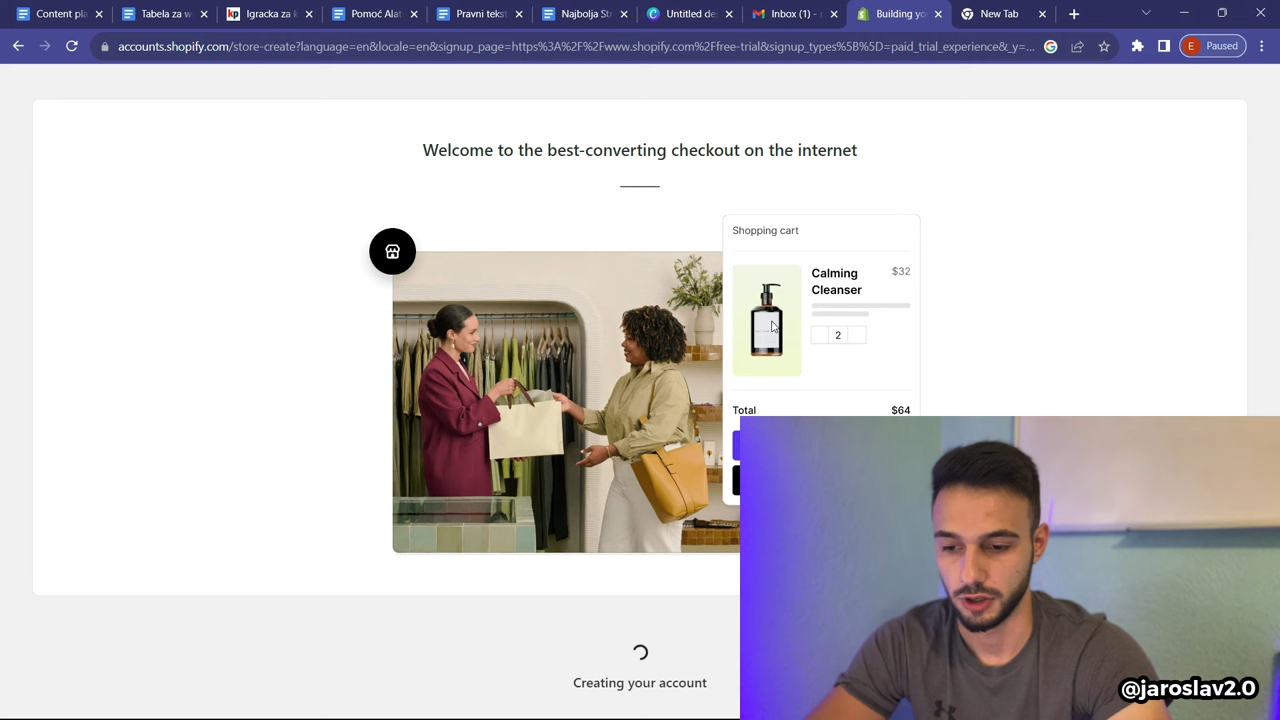 Content pla
Tabela za w
kp
Igracka za k
Pomoć Alat
Pravni tekst
Najbolja St
Untitled de
Inbox (1) -
Building yo
New Tab
accounts.shopify.com/store-create?language=en&locale=en&signup_page=https%3A%2F%2Fwww.shopify.com%2Ffree-trial&signup_types%5B%5D=paid_trial_experience&_y=...
E
Paused
Welcome to the best-converting checkout on the internet
Shopping cart
Calming
Cleanser
$32
2
Total
$64
Creating your account
@jaroslav2.0